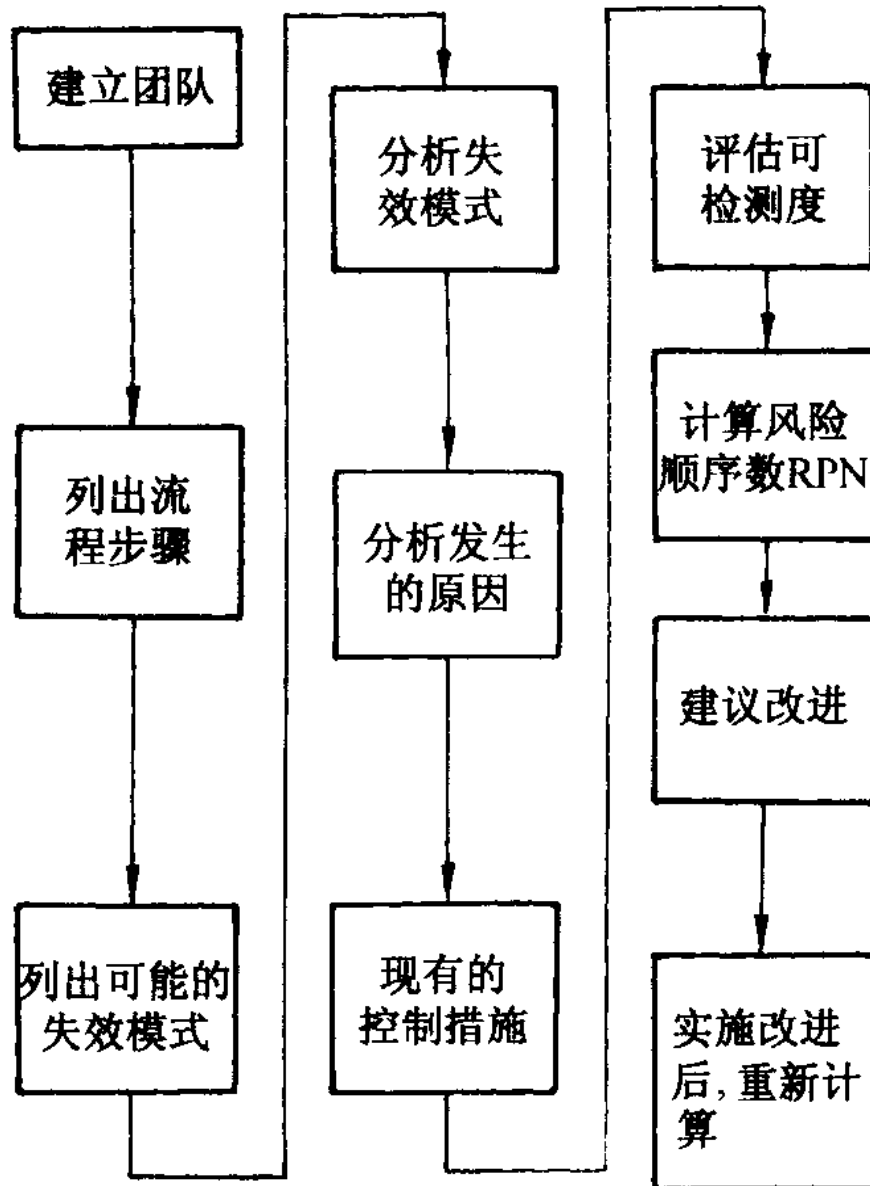 建立团队
列出流
程步骤
列出可能的
失效模式
分析失
效模式
分析发生
的原因
现有的
控制措施
评估可
检测度
计算风险
顺序数RPN
建议改进
实施改进
后,重新计
算